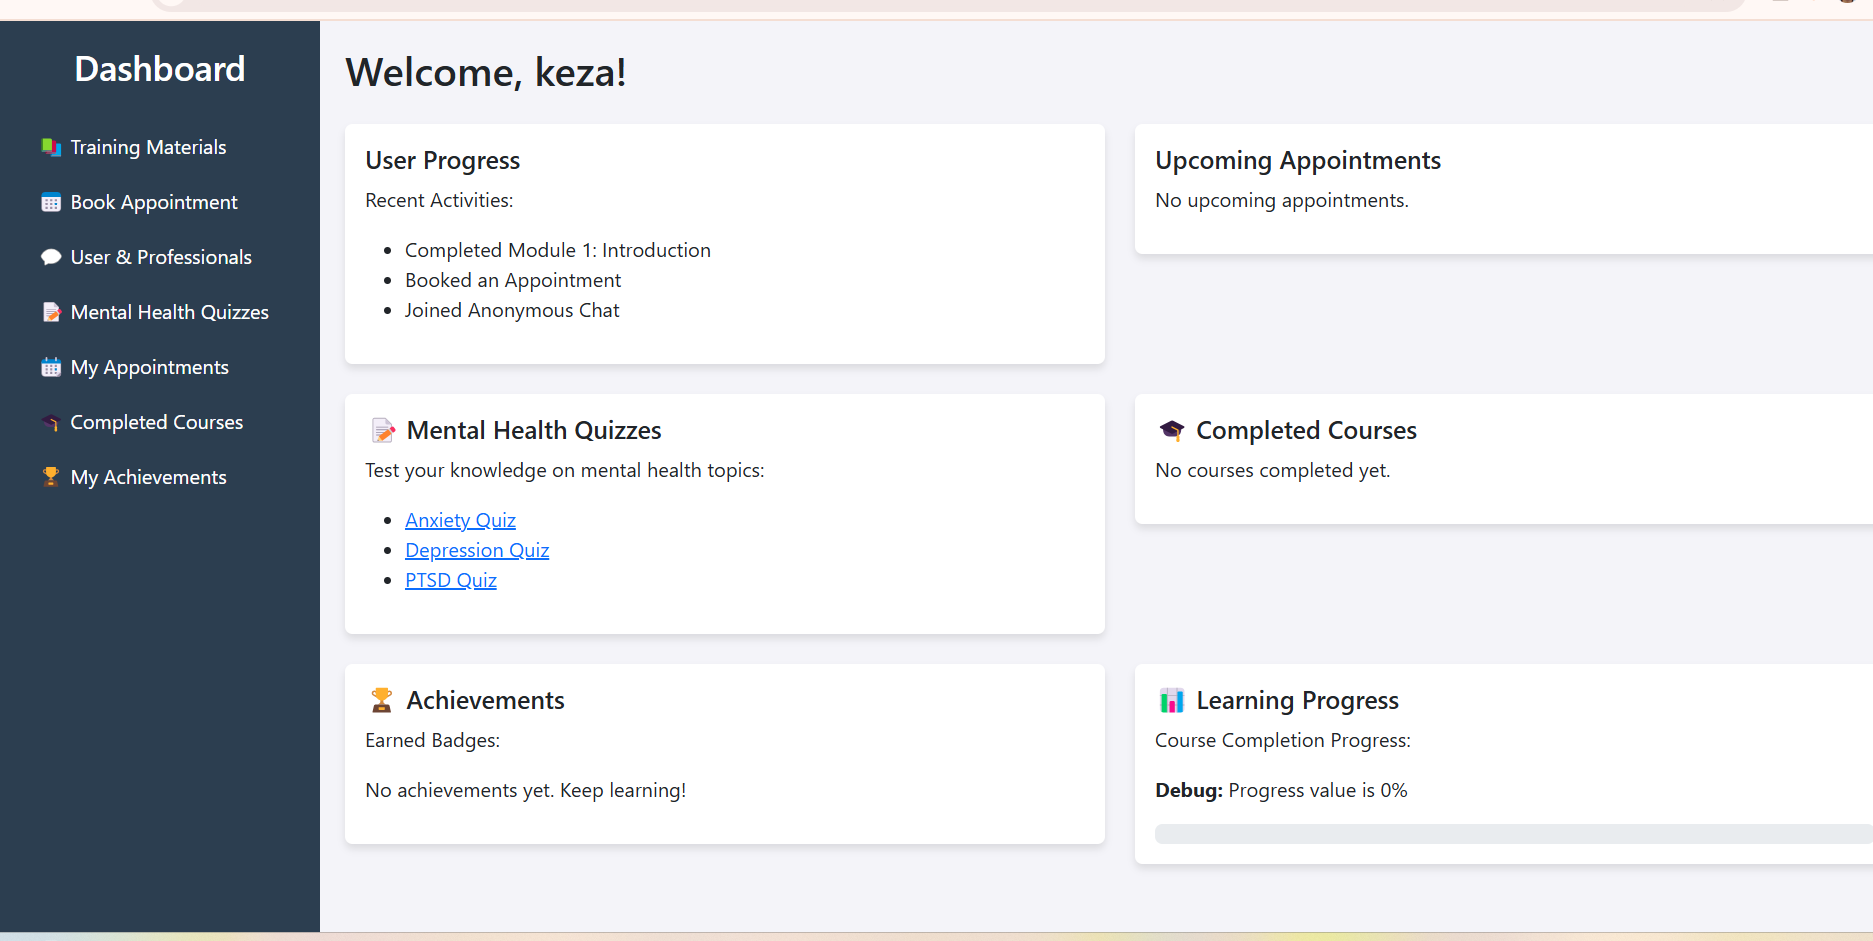 Dashboard
Training Materials
Book Appointment
User & Professionals
Mental Health Quizzes
My Appointments
Completed Courses
My Achievements
Welcome, keza!
User Progress
Recent Activities:
Completed Module 1: Introduction
Booked an Appointment
Joined Anonymous Chat
Upcoming Appointments
No upcoming appointments.
Mental Health Quizzes
Test your knowledge on mental health topics:
Anxiety Quiz
Depression Quiz
PTSD Quiz
Completed Courses
No courses completed yet.
Achievements
Earned Badges:
No achievements yet. Keep learning!
Learning Progress
Course Completion Progress:
Debug: Progress value is 0%